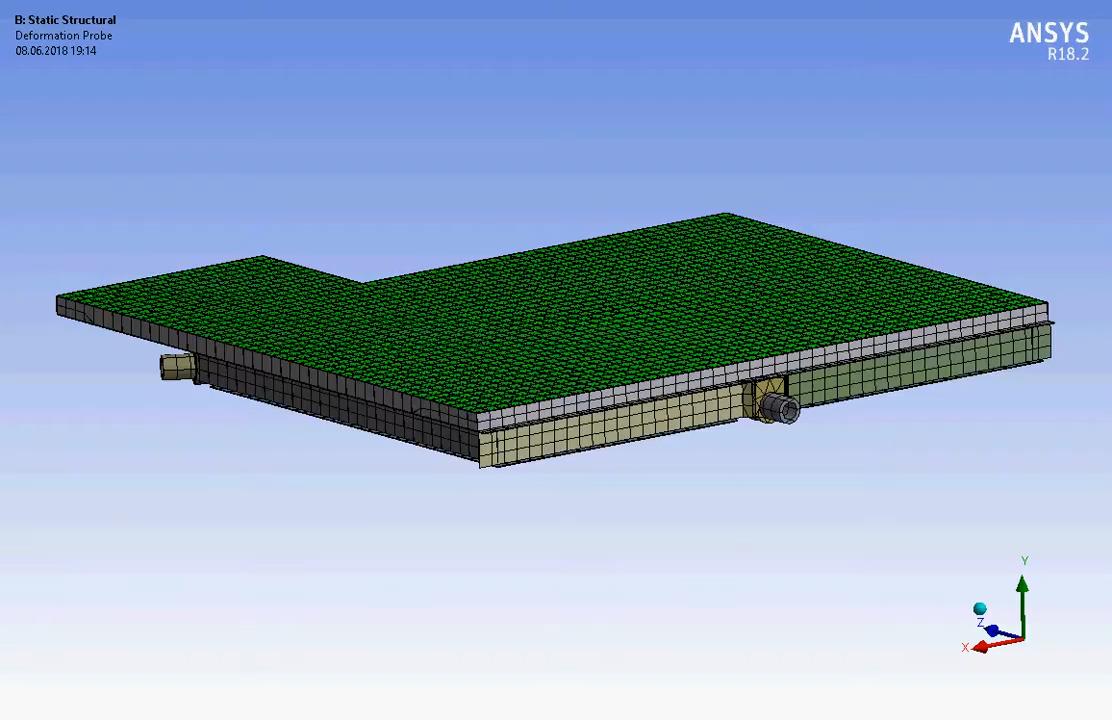 B: Static Structural
Deformation Probe
08.06.2018 19:14
ANSYS
R18.2
Y
Z
X